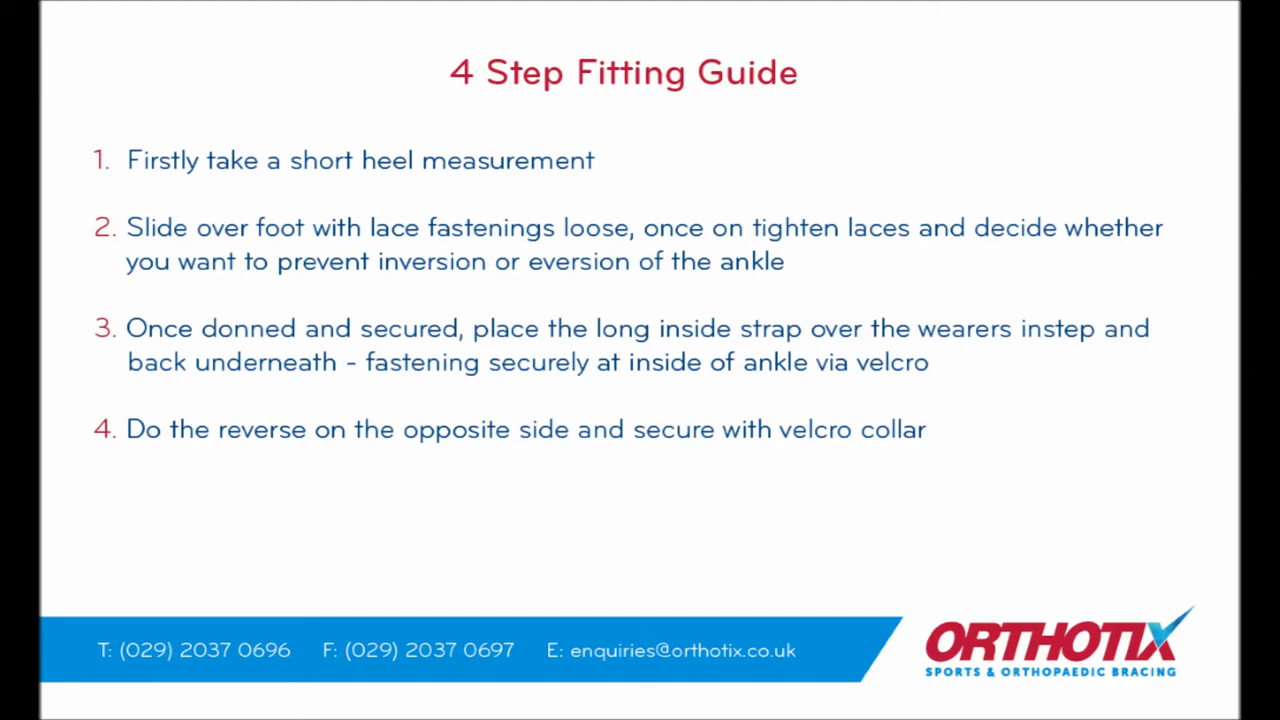 4 Step Fitting Guide
1. Firstly take a short heel measurement
2. Slide over foot with lace fastenings loose, once on tighten laces and decide whether
you want to prevent inversion or eversion of the ankle
3. Once donned and secured, place the long inside strap over the wearers instep and
back underneath - fastening securely at inside of ankle via velcro
4. Do the reverse on the opposite side and secure with velcro collar
T: (029) 2037 0696 F: (029) 2037 0697 E: enquiries@orthotix.co.uk
ORTHOTIX
SPORTS & ORTHOPAEDIC BRACING